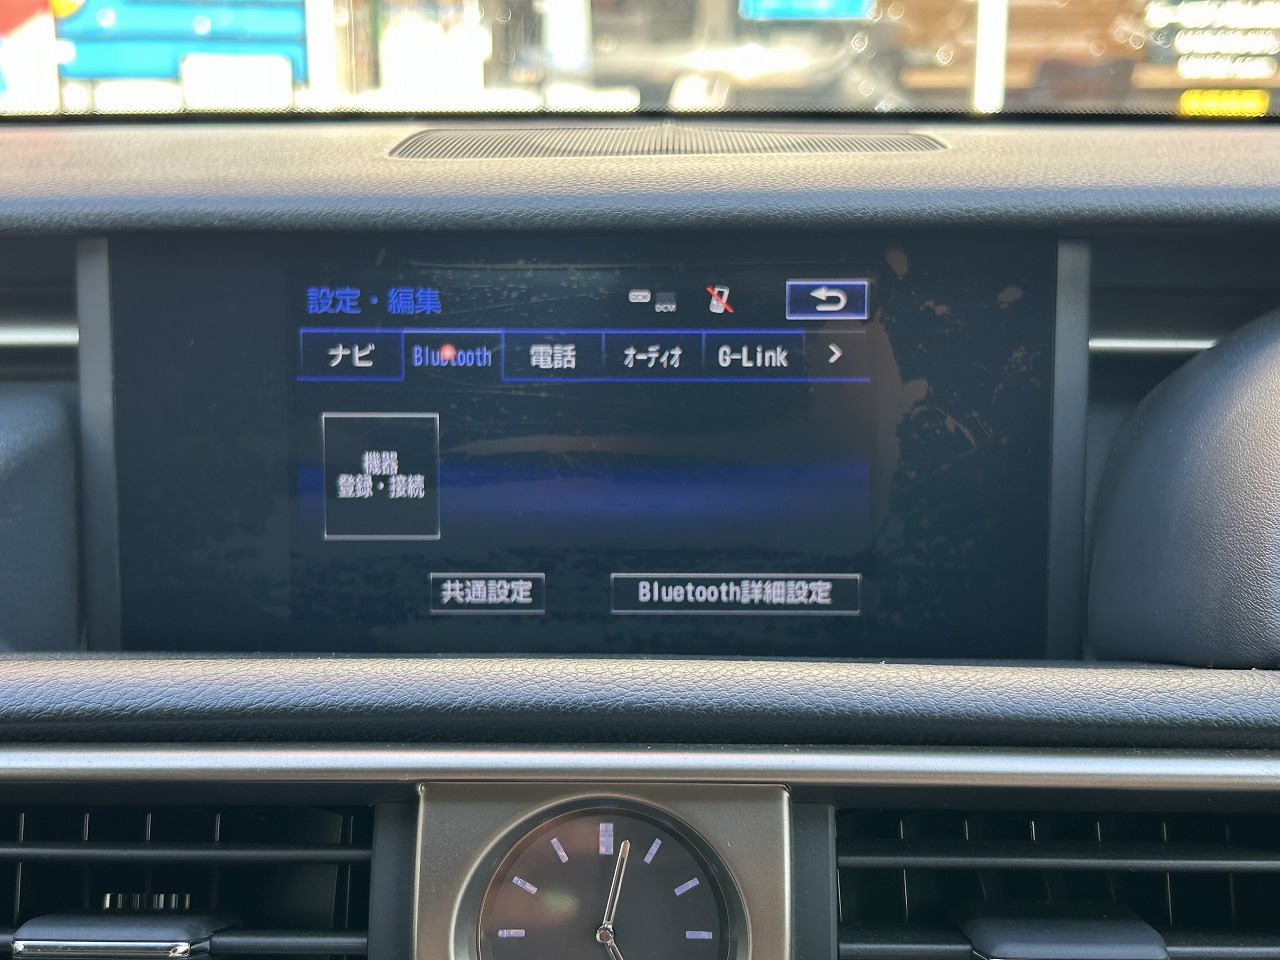 設定・編集
DCM
DCM
ナビ
Bluetooth
電話
オーディオ
G-Link
機器
登録・接続
共通設定
Bluetooth詳細設定